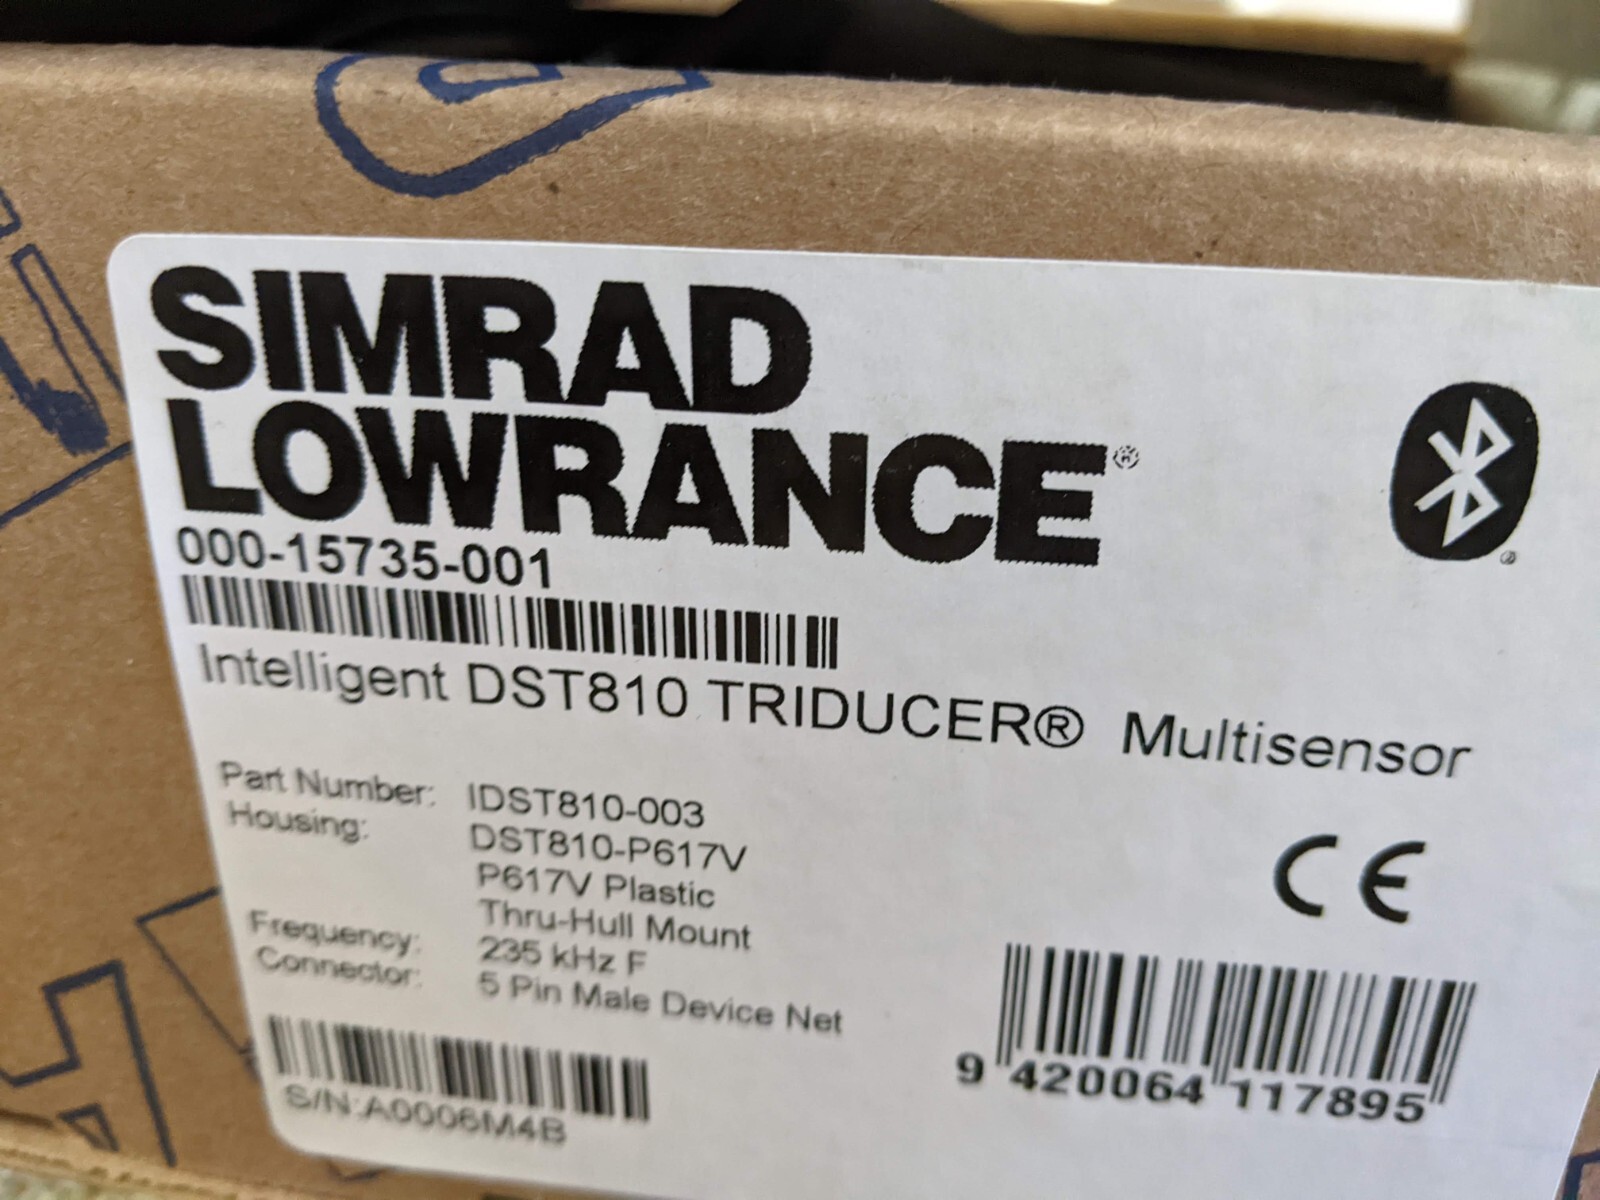 SIMRAD
LOWRANCE®
000-15735-001
Intelligent DST810 TRIDUCER® Multisensor
Part Number: IDST810-003
Housing: DST810-P617V
P617V Plastic
Thru-Hull Mount
Frequency: 235 kHz F
Connector: 5 Pin Male Device Net
S/N:A0006M4B
CE
9 420064 117895